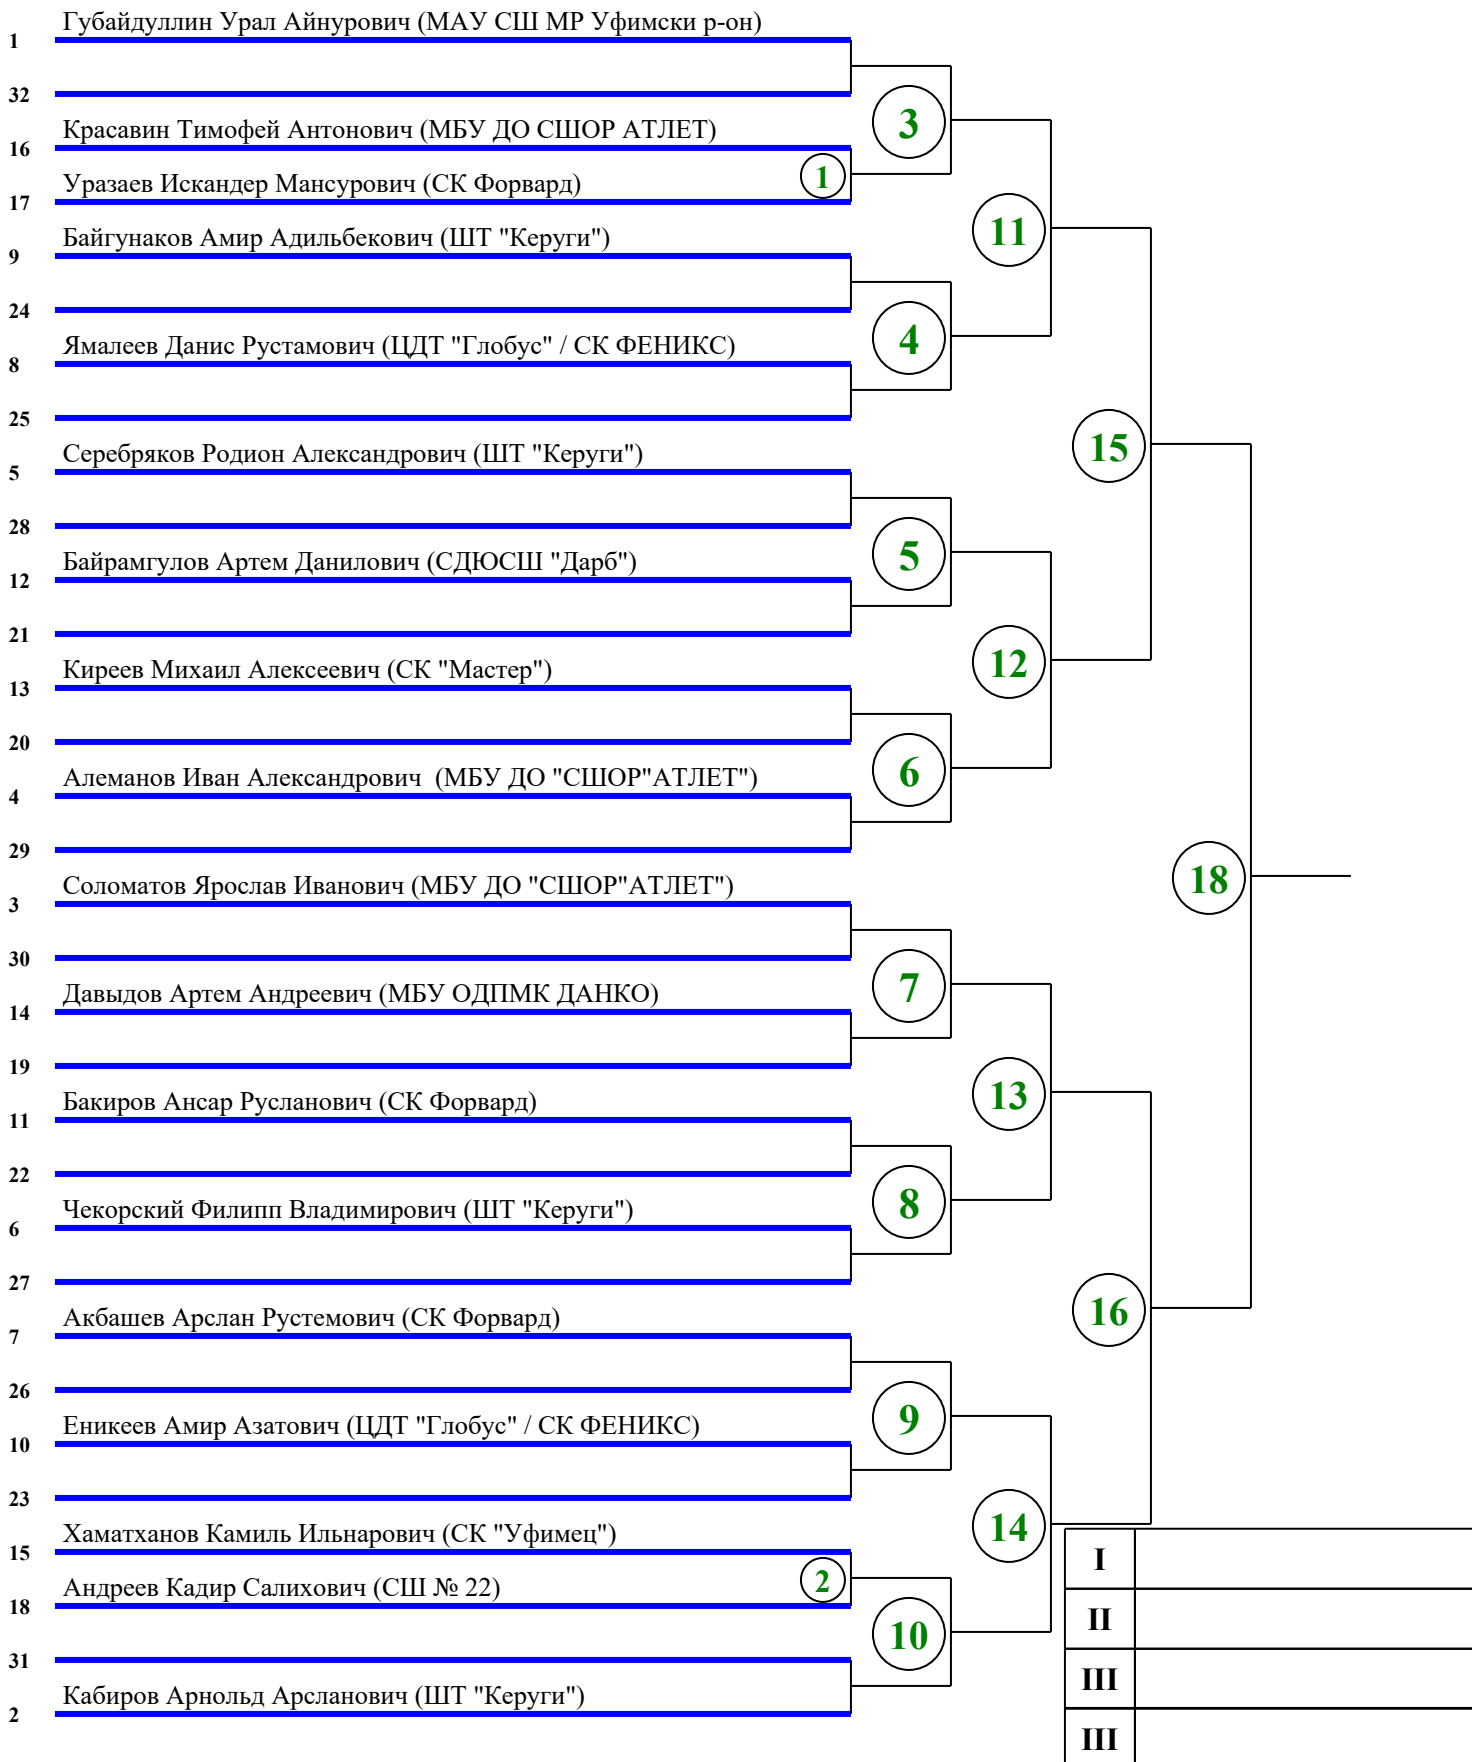 Губайдуллин Урал Айнурович (МАУ СШ МР Уфимски р-он)
1
32
3
Красавин Тимофей Антонович (МБУ ДО СШОР АТЛЕТ)
16
Уразаев Искандер Мансурович (СК Форвард)
1
17
11
Байгунаков Амир Адильбекович (ШТ "Керуги")
9
24
4
Ямалеев Данис Рустамович (ЦДТ "Глобус" / СК ФЕНИКС)
8
25
15
Серебряков Родион Александрович (ШТ "Керуги")
5
28
5
Байрамгулов Артем Данилович (СДЮСШ "Дарб")
12
21
12
Киреев Михаил Алексеевич (СК "Мастер")
13
20
6
Алеманов Иван Александрович (МБУ ДО "СШОР"АТЛЕТ")
4
29
18
Соломатов Ярослав Иванович (МБУ ДО "СШОР"АТЛЕТ")
3
30
7
Давыдов Артем Андреевич (МБУ ОДПМК ДАНКО)
14
19
13
Бакиров Ансар Русланович (СК Форвард)
11
22
8
Чекорский Филипп Владимирович (ШТ "Керуги")
6
27
16
Акбашев Арслан Рустемович (СК Форвард)
7
26
9
Еникеев Амир Азатович (ЦДТ "Глобус" / СК ФЕНИКС)
10
23
14
Хаматханов Камиль Ильнарович (СК "Уфимец")
15
I
Андреев Кадир Салихович (СШ № 22)
2
18
II
10
31
III
Кабиров Арнольд Арсланович (ШТ "Керуги")
2
III